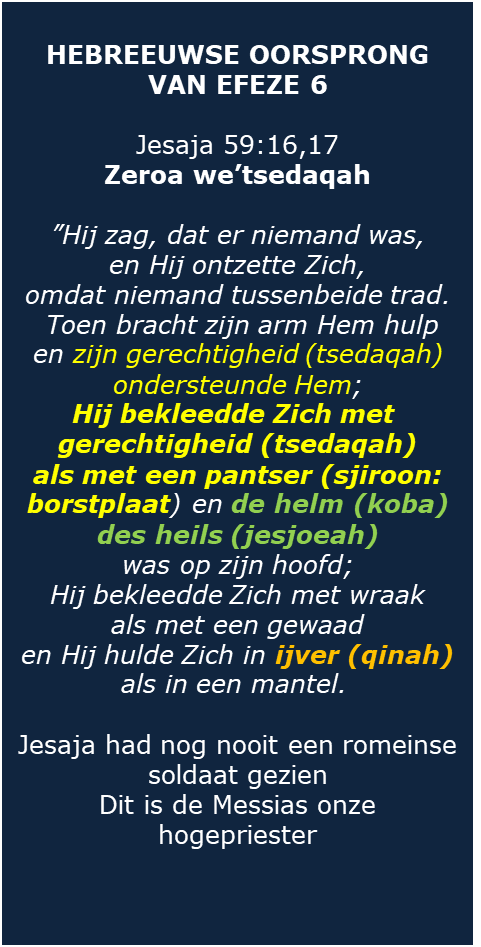 HEBREEUWSE OORSPRONG
VAN EFEZE 6
Jesaja 59:16,17
Zeroa we’tsedaqah
”Hij zag, dat er niemand was,
en Hij ontzette Zich,
omdat niemand tussenbeide trad.
Toen bracht zijn arm Hem hulp
en zijn gerechtigheid (tsedaqah)
ondersteunde Hem;
Hij bekleedde Zich met
gerechtigheid (tsedaqah)
als met een pantser (sjiroon:
borstplaat) en de helm (koba)
des heils (jesjoeah)
was op zijn hoofd;
Hij bekleedde Zich met wraak
als met een gewaad
en Hij hulde Zich in ijver (qinah)
als in een mantel.
Jesaja had nog nooit een romeinse
soldaat gezien
Dit is de Messias onze
hogepriester